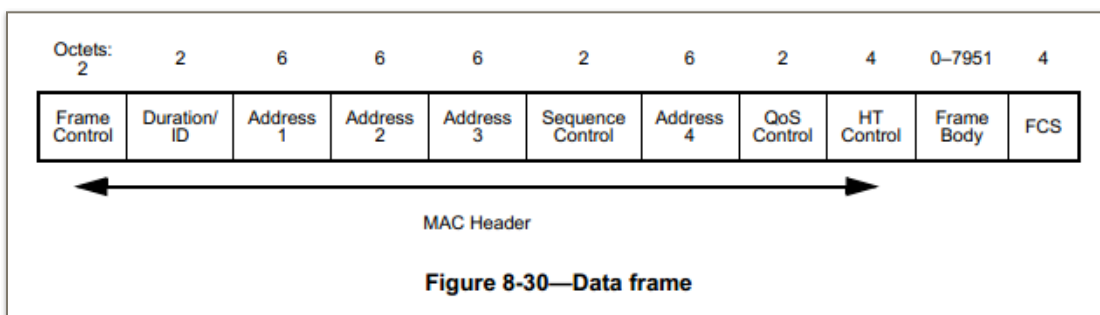 Octets:
2 2 6 6 6 2 6 2 4 0–7951 4
Frame Duration/ Address Address Address Sequence Address QoS HT Frame FCS
Control ID 1 2 3 Control 4 Control Control Body
MAC Header
Figure 8-30—Data frame